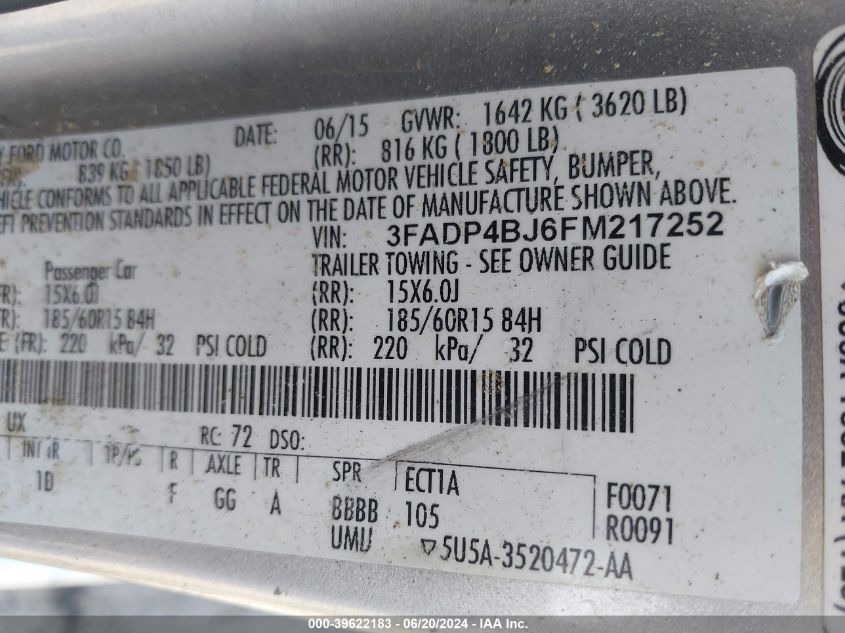 FORD MOTOR CO. DATE: 06/15 GVWR: 1642 KG ( 3620 LB)
839 KG ( 1850 LB) (RR): 816 KG ( 1800 LB)
CONFORMS TO ALL APPLICABLE FEDERAL MOTOR VEHICLE SAFETY, BUMPER,
PREVENTION STANDARDS IN EFFECT ON THE DATE OF MANUFACTURE SHOWN ABOVE.
VIN: 3FADP4BJ6FM217252
Passenger Car TRAILER TOWING - SEE OWNER GUIDE
15X6.0J (RR): 15X6.0J
185/60R15 84H (RR): 185/60R15 84H
(FR): 220 kPa/ 32 PSI COLD (RR): 220 kPa/ 32 PSI COLD
UX RC: 72 DSO:
INT TR TP/PS R AXLE TR SPR ECT1A F0071
F GG A BBBB 105 R0091
UMU 5U5A-3520472-AA
000-39622183 - 06/20/2024 - IAA Inc.